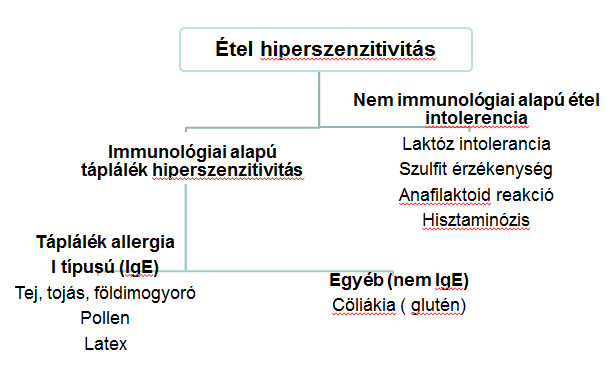 Étel hiperszenzitivitás
Nem immunológiai alapú étel
intolerencia
Laktóz intolerancia
Szulfit érzékenység
Anafilaktoid reakció
Hisztaminózis
Immunológiai alapú
táplálék hiperszenzitivitás
Táplálék allergia
I típusú (IgE)
Tej, tojás, földimogyoró
Pollen
Latex
Egyéb (nem IgE)
Cöliákia ( glutén)